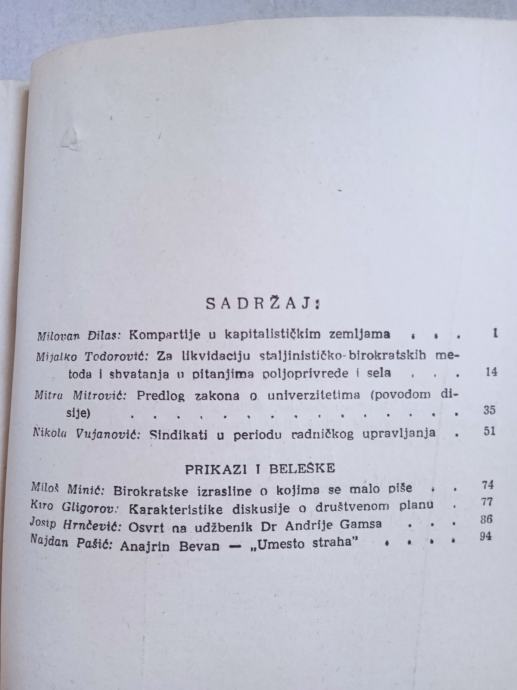 SADRŽAJ:
Milovan Đilas: Kompartije u kapitalističkim zemljama . . . 1
Mijalko Todorović: Za likvidaciju staljinističko-birokratskih me-
toda i shvatanja u pitanjima poljoprivrede i sela . . . 14
Mitra Mitrović: Predlog zakona o univerzitetima (povodom di-
sije) . . . . . . . . . . . . . . . 35
Nikola Vujanović: Sindikati u periodu radničkog upravljanja . 51
PRIKAZI I BELEŠKE
Miloš Minić: Birokratske izrasline o kojima se malo piše . . 74
Kiro Gligorov: Karakteristike diskusije o društvenom planu . 77
Josip Hrnčević: Osvrt na udžbenik Dr Andrije Gamsa . . . 86
Najdan Pašić: Anajrin Bevan — „Umesto straha" . . . . 94